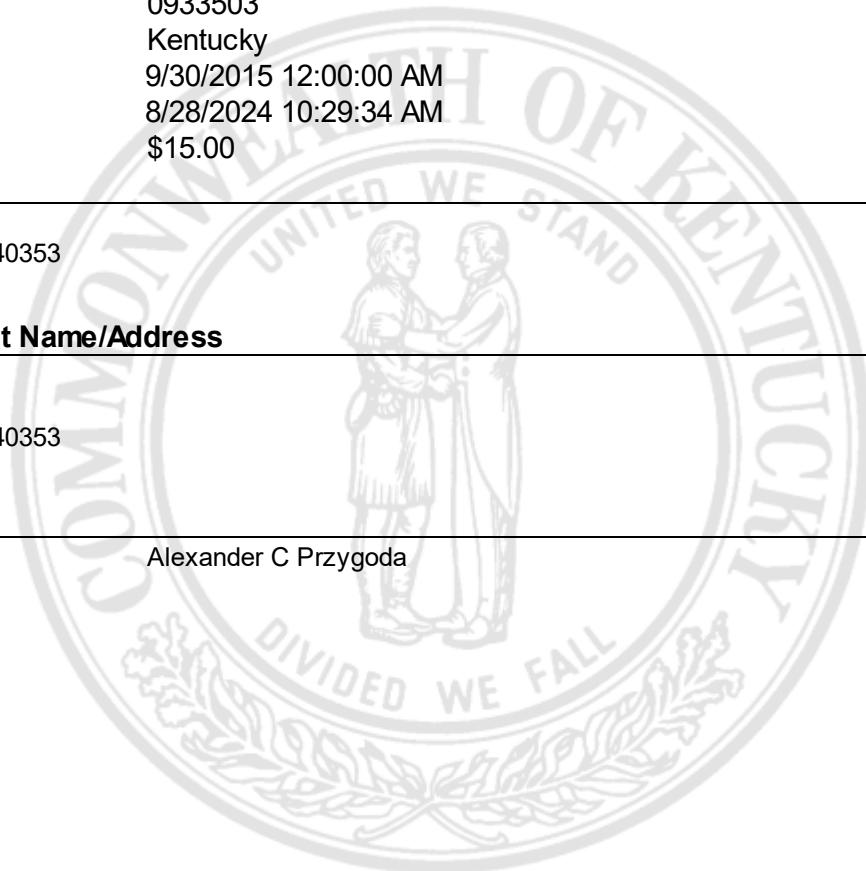 0933503
Kentucky
9/30/2015 12:00:00 AM
8/28/2024 10:29:34 AM
$15.00
40353
t Name/Address
40353
Alexander C Przygoda
COMMONWEALTH OF KENTUCKY
UNITED WE STAND
DIVIDED WE FALL